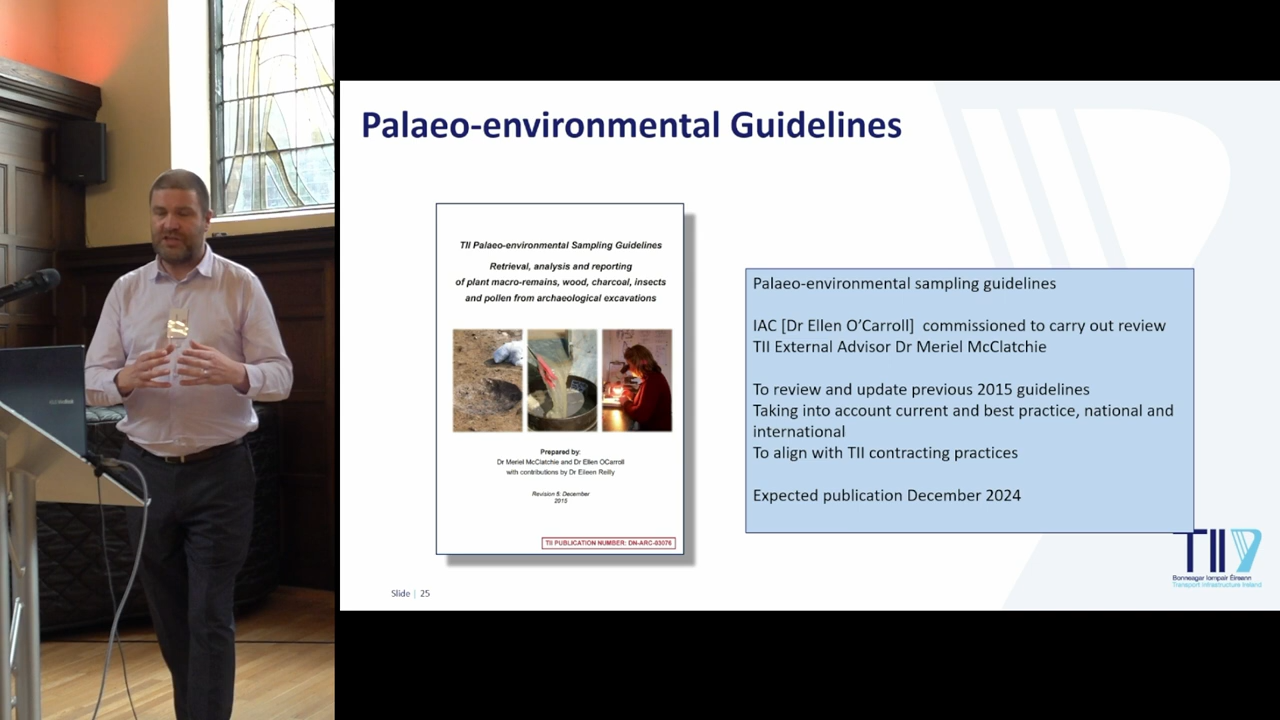 Palaeo-environmental Guidelines
TII Palaeo-environmental Sampling Guidelines
Retrieval, analysis and reporting
of plant macro-remains, wood, charcoal, insects
and pollen from archaeological excavations
Prepared by:
Dr Meriel McClatchie and Dr Ellen OCarroll
with contributions by Dr Eileen Reilly
Revision 5: December
2015
TII PUBLICATION NUMBER: DN-ARC-03076
Palaeo-environmental sampling guidelines
IAC [Dr Ellen O’Carroll]  commissioned to carry out review
TII External Advisor Dr Meriel McClatchie
To review and update previous 2015 guidelines
Taking into account current and best practice, national and
international
To align with TII contracting practices
Expected publication December 2024
TII
Bonneagar Iompair Éireann
Transport Infrastructure Ireland
Slide | 25